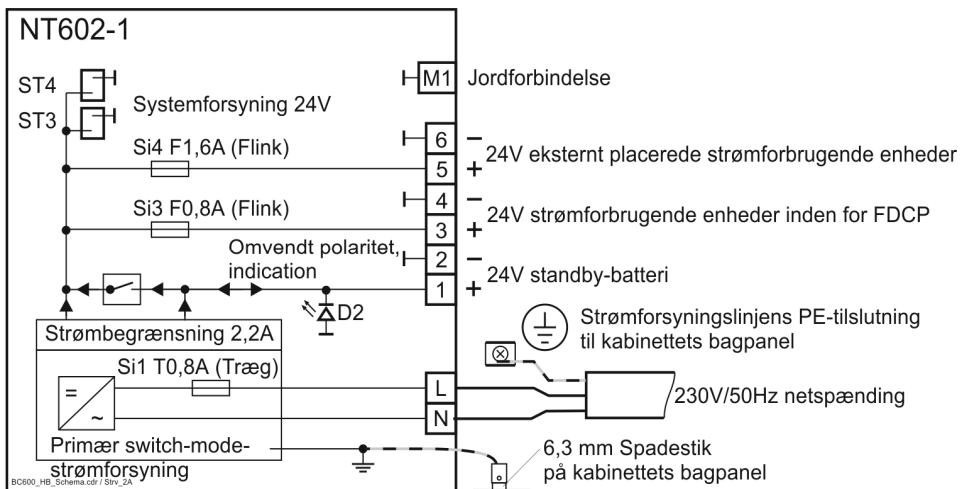 NT602-1
ST4
ST3
Systemforsyning 24V
M1 Jordforbindelse
Si4 F1,6A (Flink)
6 −
5 +
24V eksternt placerede strømforbrugende enheder
Si3 F0,8A (Flink)
4 −
3 +
24V strømforbrugende enheder inden for FDCP
Omvendt polaritet,
indication
2 −
1 +
24V standby-batteri
D2
Strømbegrænsning 2,2A
Strømforsyningslinjens PE-tilslutning
til kabinettets bagpanel
Si1 T0,8A (Træg)
=
~
L
N
230V/50Hz netspænding
Primær switch-mode-
strømforsyning
6,3 mm Spadestik
på kabinettets bagpanel
BC600_HB_Schema.cdr / Strv_2A